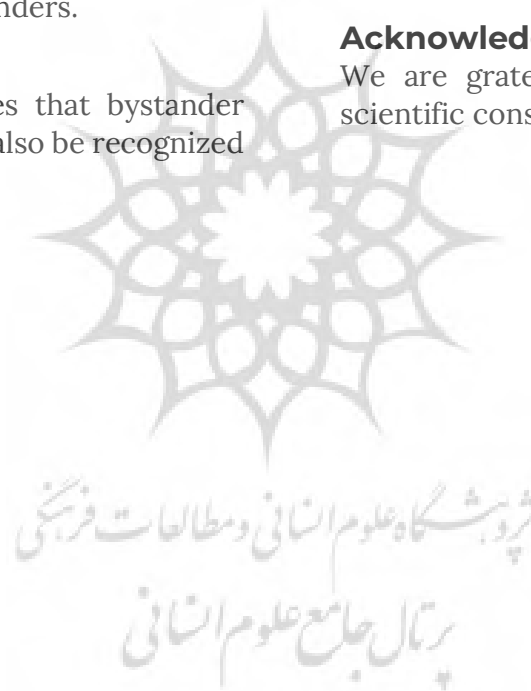 nders.
es that bystander
also be recognized
Acknowled
We are grate
scientific cons
پژوهشگاه علوم انسانی و مطالعات فرهنگی
پرتال جامع علوم انسانی